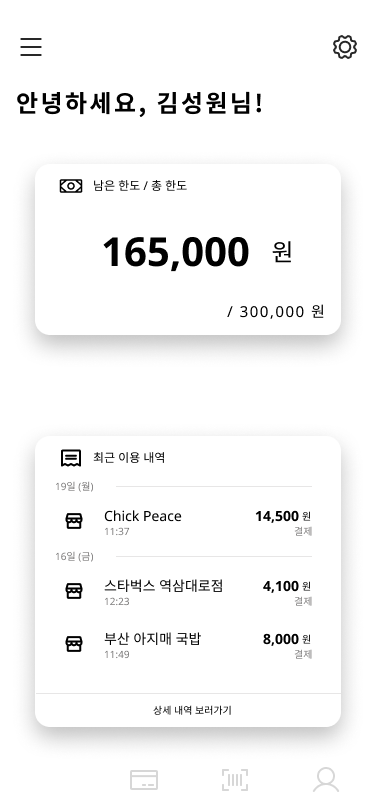 안녕하세요, 김성원님!
남은 한도 / 총 한도
165,000 원
/ 300,000 원
최근 이용 내역
19일 (월)
Chick Peace 14,500 원
11:37 결제
16일 (금)
스타벅스 역삼대로점 4,100 원
12:23 결제
부산 아지매 국밥 8,000 원
11:49 결제
상세 내역 보러가기